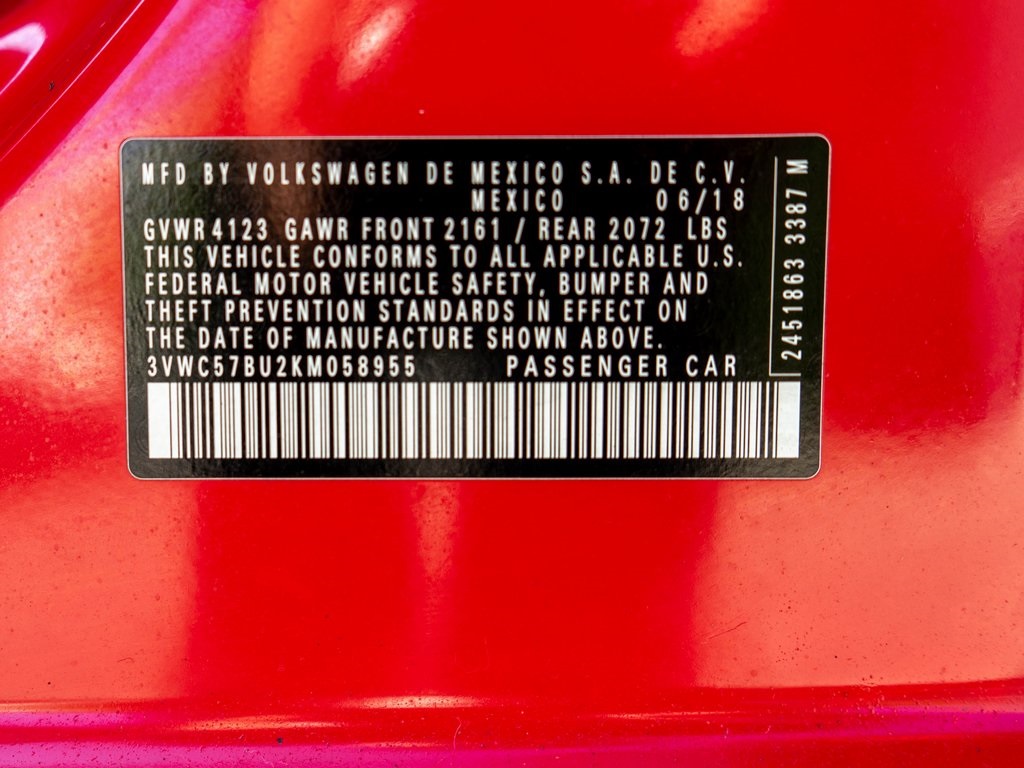 MFD BY VOLKSWAGEN DE MEXICO S.A. DE C.V.
MEXICO 06/18
GVWR 4123 GAWR FRONT 2161 / REAR 2072 LBS
THIS VEHICLE CONFORMS TO ALL APPLICABLE U.S.
FEDERAL MOTOR VEHICLE SAFETY, BUMPER AND
THEFT PREVENTION STANDARDS IN EFFECT ON
THE DATE OF MANUFACTURE SHOWN ABOVE.
3VWC57BU2KM058955 PASSENGER CAR
2451863 3387 M